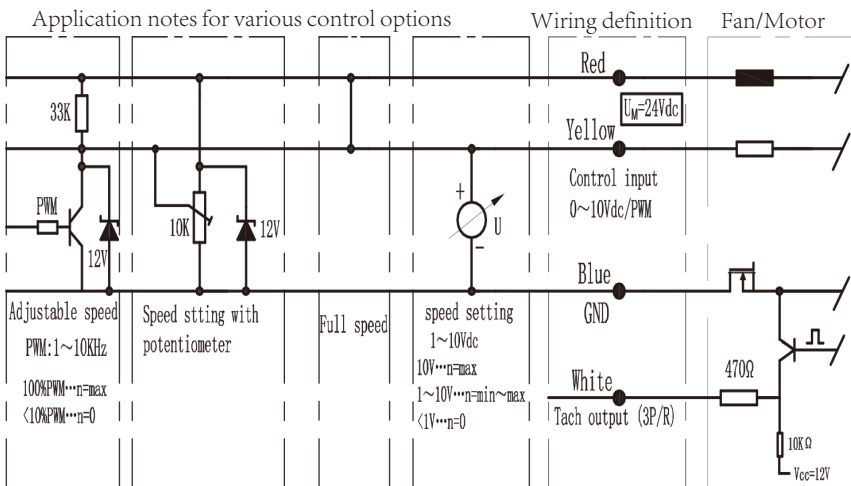 Application notes for various control options
Wiring definition
Fan/Motor
Red
33K
U_M=24Vdc
Yellow
Control input
0～10Vdc/PWM
PWM
12V
10K
12V
+
U
−
Blue
GND
Adjustable speed
PWM:1～10KHz
100%PWM⋯n=max
<10%PWM⋯n=0
Speed stting with
potentiometer
Full speed
speed setting
1～10Vdc
10V⋯n=max
1～10V⋯n=min～max
<1V⋯n=0
White
Tach output (3P/R)
470Ω
10KΩ
Vcc=12V